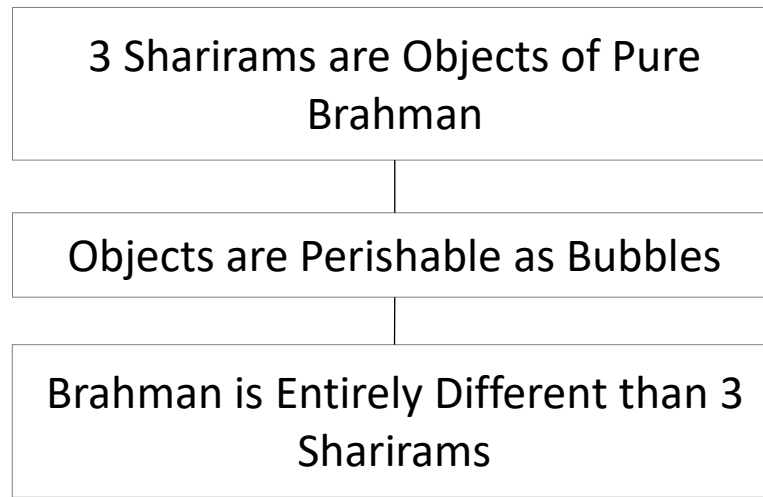 3 Sharirams are Objects of Pure
Brahman
Objects are Perishable as Bubbles
Brahman is Entirely Different than 3
Sharirams